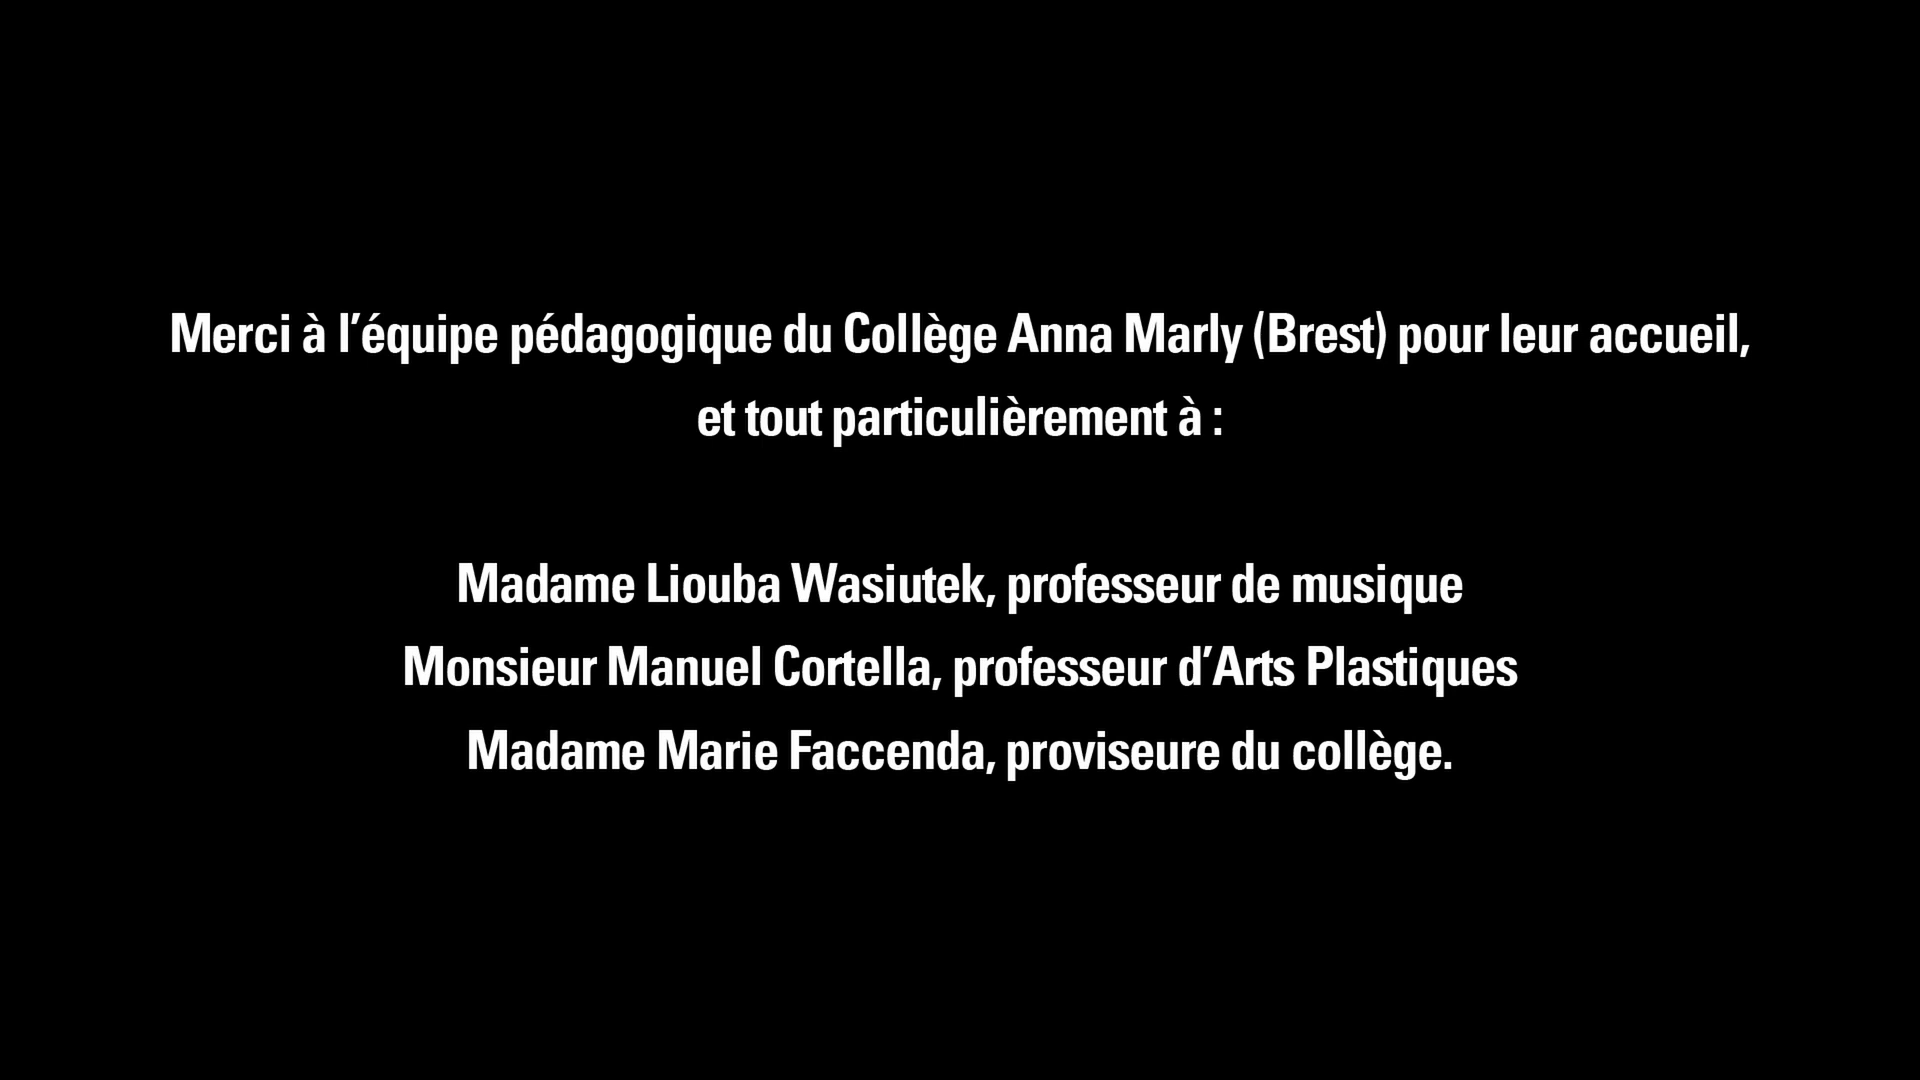 Merci à l’équipe pédagogique du Collège Anna Marly (Brest) pour leur accueil,
et tout particulièrement à :
Madame Liouba Wasiutek, professeur de musique
Monsieur Manuel Cortella, professeur d’Arts Plastiques
Madame Marie Faccenda, proviseure du collège.